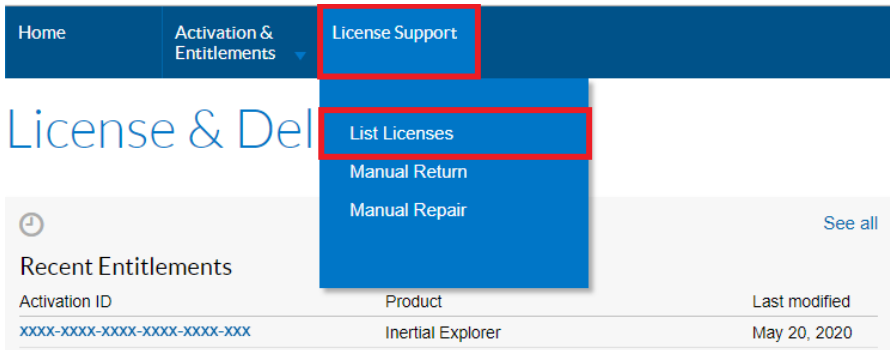 Home
Activation &
Entitlements
License Support
List Licenses
Manual Return
Manual Repair
License & Del
See all
Recent Entitlements
Activation ID Product Last modified
xxxx-xxxx-xxxx-xxxx-xxxx-xxx Inertial Explorer May 20, 2020